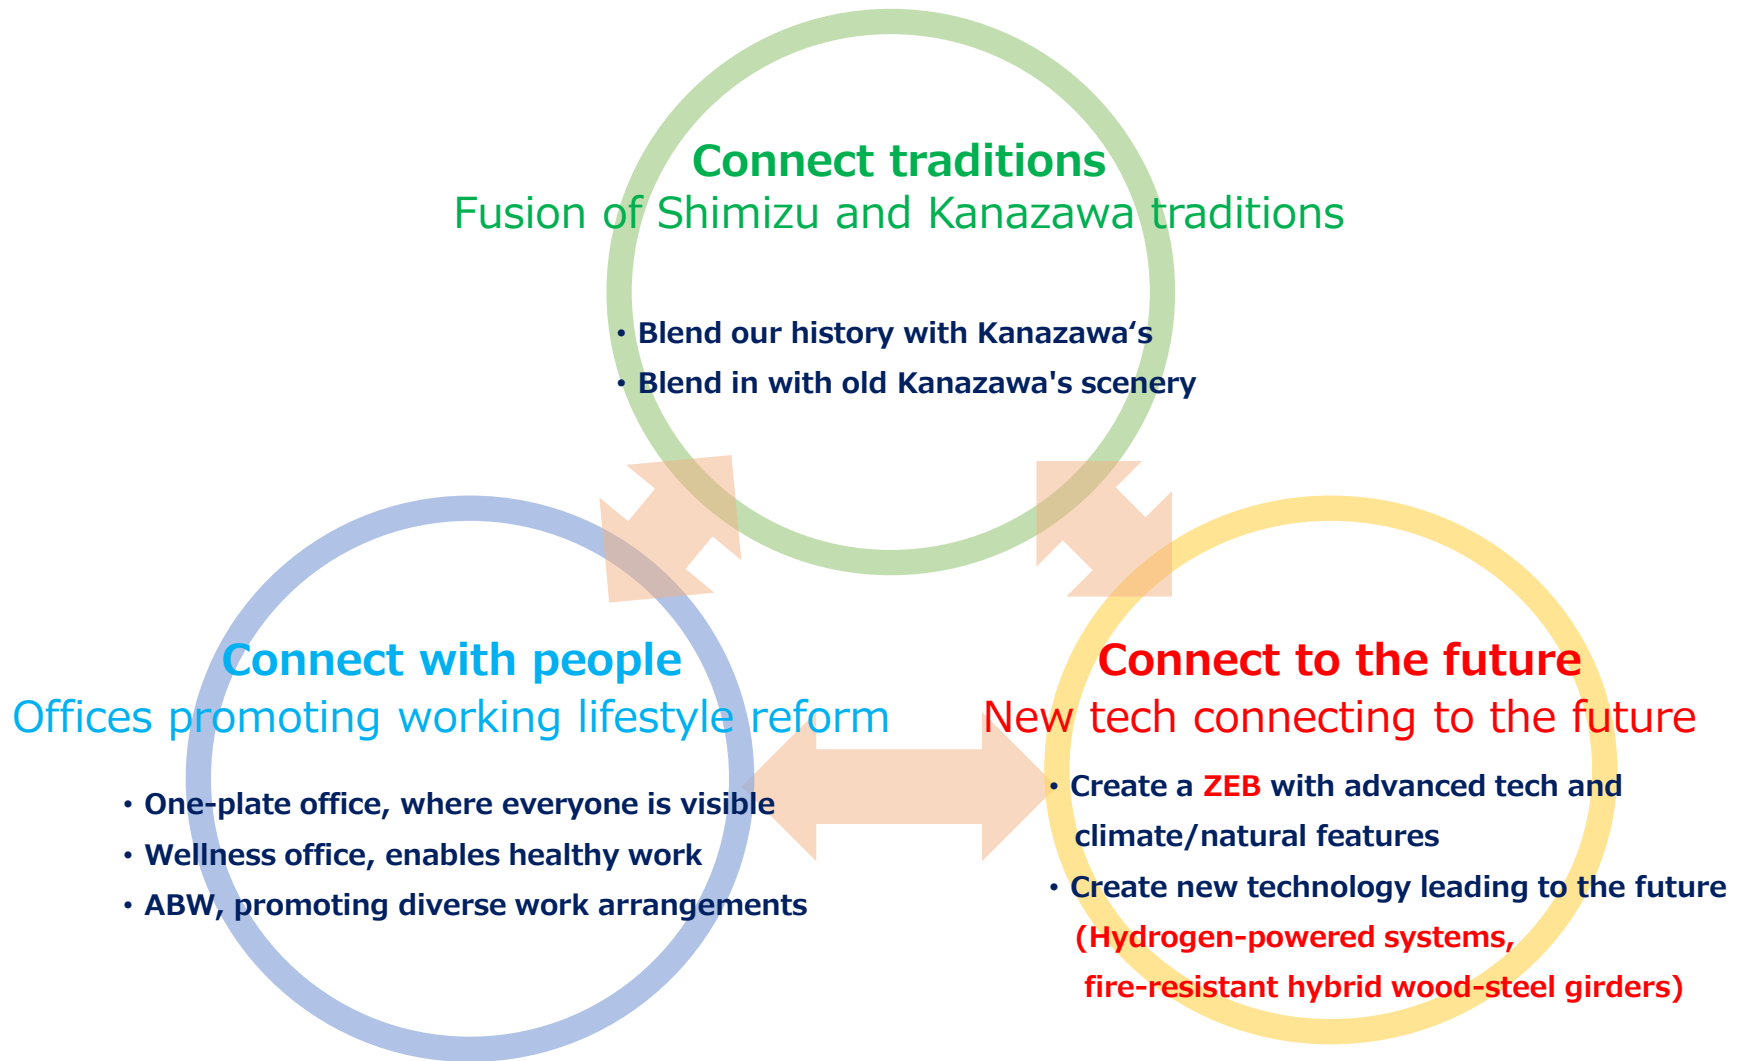 Connect traditions
Fusion of Shimizu and Kanazawa traditions
・Blend our history with Kanazawa‘s
・Blend in with old Kanazawa's scenery
Connect with people
Offices promoting working lifestyle reform
・One-plate office, where everyone is visible
・Wellness office, enables healthy work
・ABW, promoting diverse work arrangements
Connect to the future
New tech connecting to the future
・Create a ZEB with advanced tech and
climate/natural features
・Create new technology leading to the future
(Hydrogen-powered systems,
fire-resistant hybrid wood-steel girders)